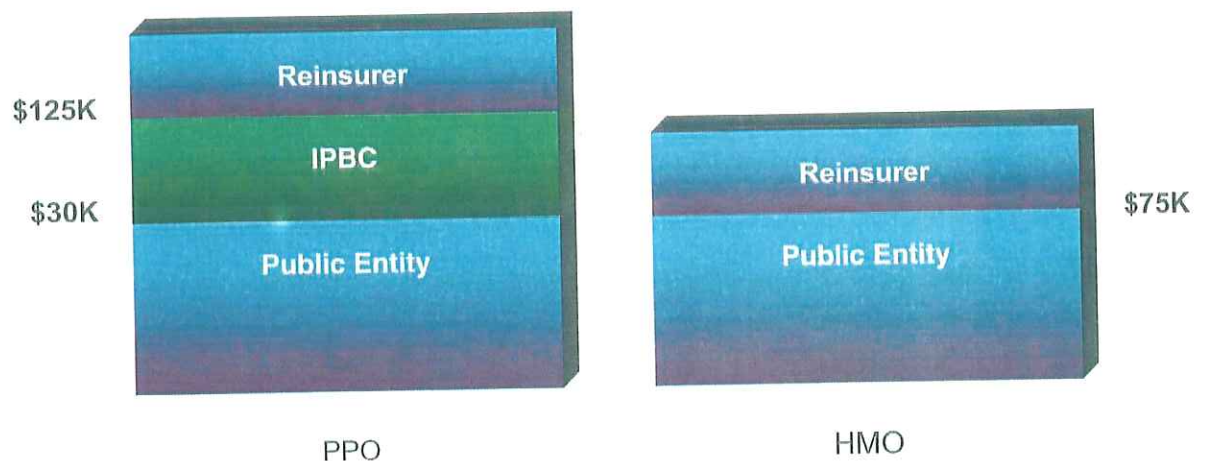 Reinsurer
$125K
IPBC
$30K
Public Entity
PPO
Reinsurer
$75K
Public Entity
HMO